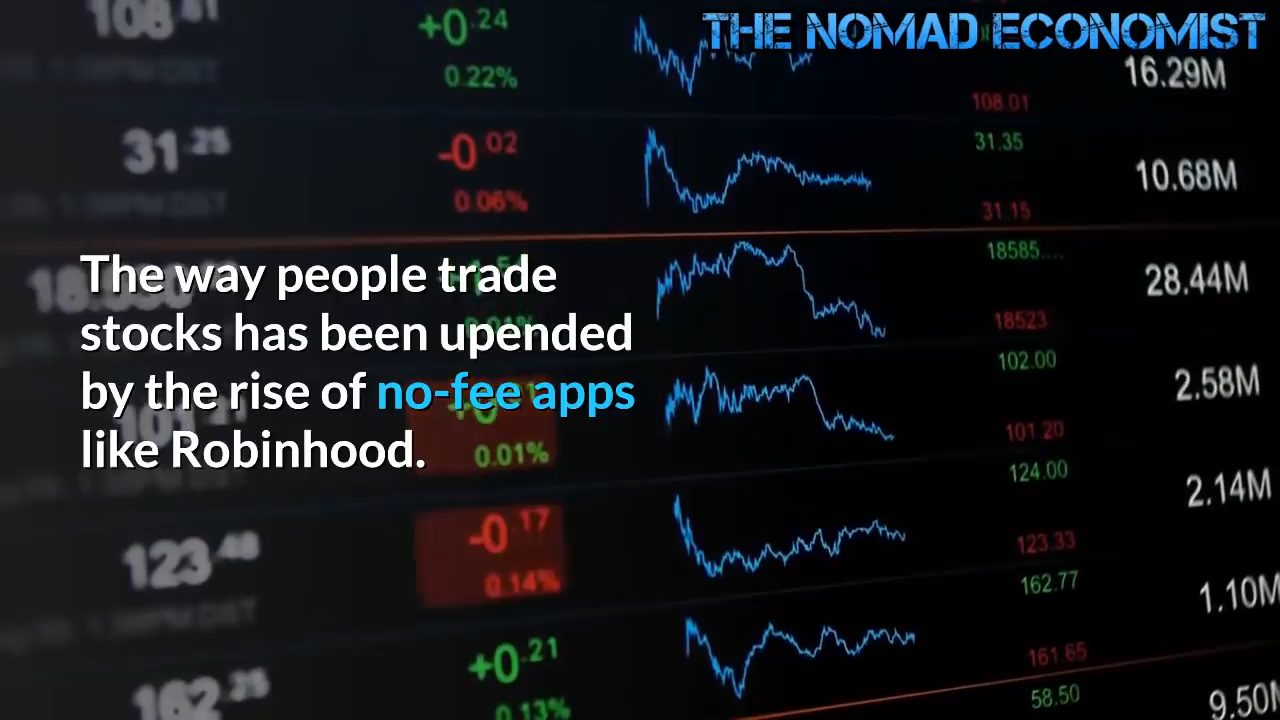 THE NOMAD ECONOMIST
+0.24
0.22%
108.01
16.29M
31.25
-0.02
0.06%
31.35
31.15
10.68M
18585....
18523
28.44M
The way people trade
stocks has been upended
by the rise of no-fee apps
like Robinhood.
0.01%
102.00
101.20
2.58M
123.48
-0.17
0.14%
124.00
123.33
2.14M
162.25
+0.21
0.13%
162.77
161.65
1.10M
58.50
9.50M